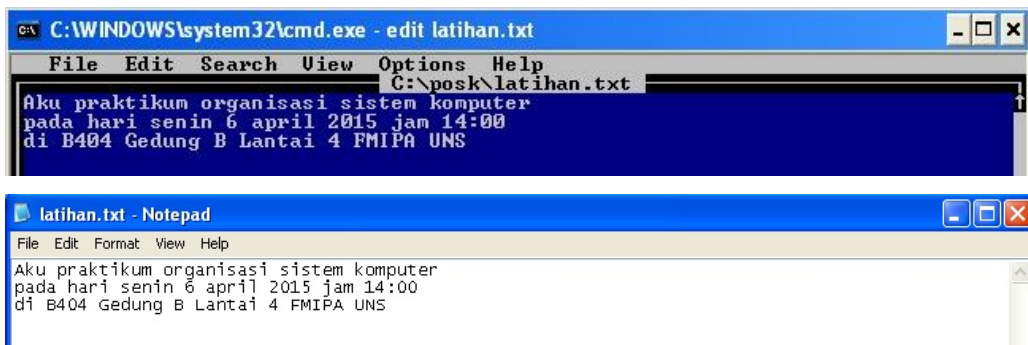 C:\WINDOWS\system32\cmd.exe - edit latihan.txt
File Edit Search View Options Help
C:\posk\latihan.txt
Aku praktikum organisasi sistem komputer
pada hari senin 6 april 2015 jam 14:00
di B404 Gedung B Lantai 4 FMIPA UNS
latihan.txt - Notepad
File Edit Format View Help
Aku praktikum organisasi sistem komputer
pada hari senin 6 april 2015 jam 14:00
di B404 Gedung B Lantai 4 FMIPA UNS